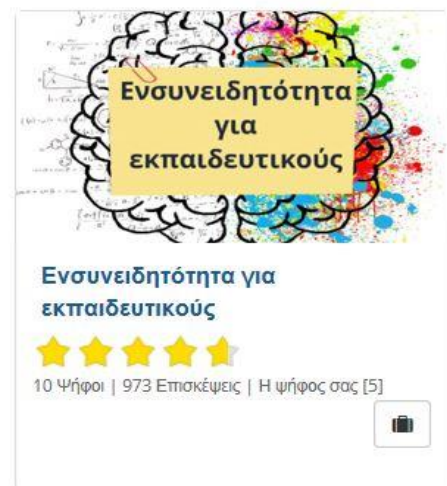 Ενσυνειδητότητα
για
εκπαιδευτικούς
Ενσυνειδητότητα για
εκπαιδευτικούς
10 Ψήφοι | 973 Επισκέψεις | Η ψήφος σας [5]